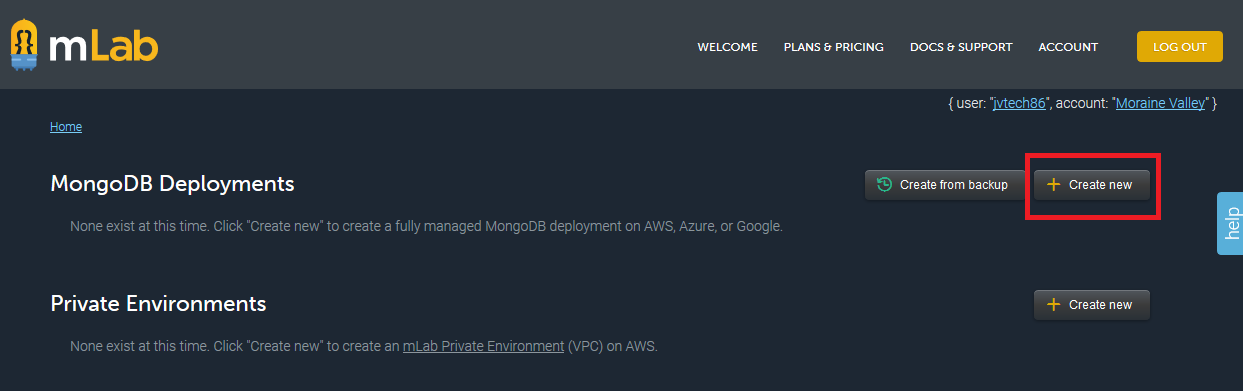 mLab
WELCOME PLANS & PRICING DOCS & SUPPORT ACCOUNT LOG OUT
{ user: "jvtech86", account: "Moraine Valley" }
Home
MongoDB Deployments
Create from backup
Create new
None exist at this time. Click "Create new" to create a fully managed MongoDB deployment on AWS, Azure, or Google.
help
Private Environments
Create new
None exist at this time. Click "Create new" to create an mLab Private Environment (VPC) on AWS.